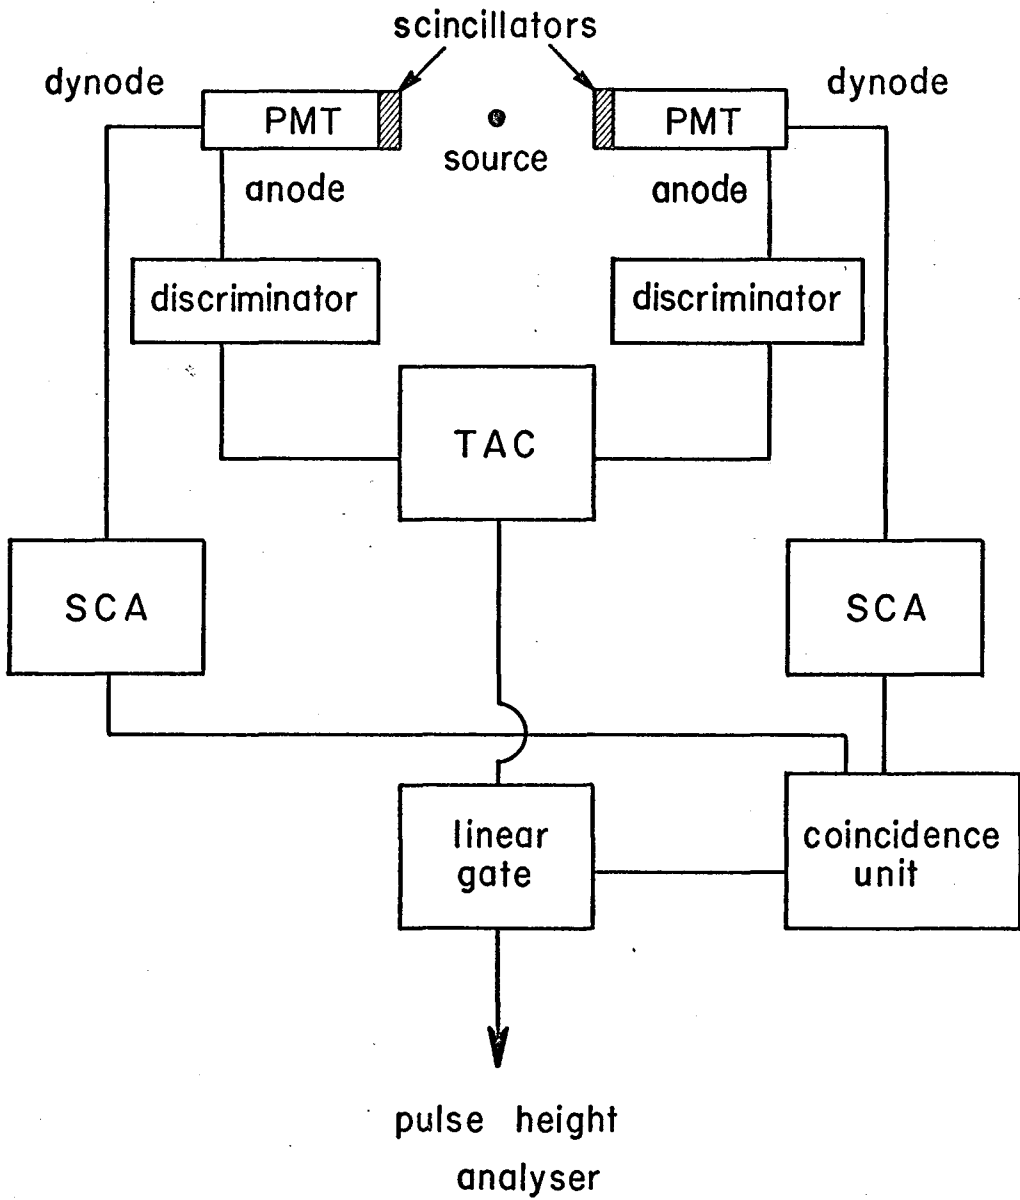 scincillators
dynode
dynode
PMT
PMT
source
anode
anode
discriminator
discriminator
TAC
SCA
SCA
linear
gate
coincidence
unit
pulse height
analyser